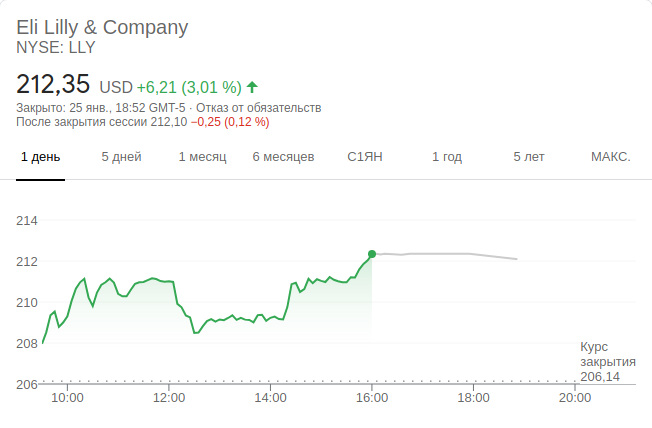 Eli Lilly & Company
NYSE: LLY
212,35 USD +6,21 (3,01 %)
Закрыто: 25 янв., 18:52 GMT-5 · Отказ от обязательств
После закрытия сессии 212,10 −0,25 (0,12 %)
1 день 5 дней 1 месяц 6 месяцев С1ЯН 1 год 5 лет МАКС.
214
212
210
208
206
Курс
закрытия
206,14
10:00 12:00 14:00 16:00 18:00 20:00